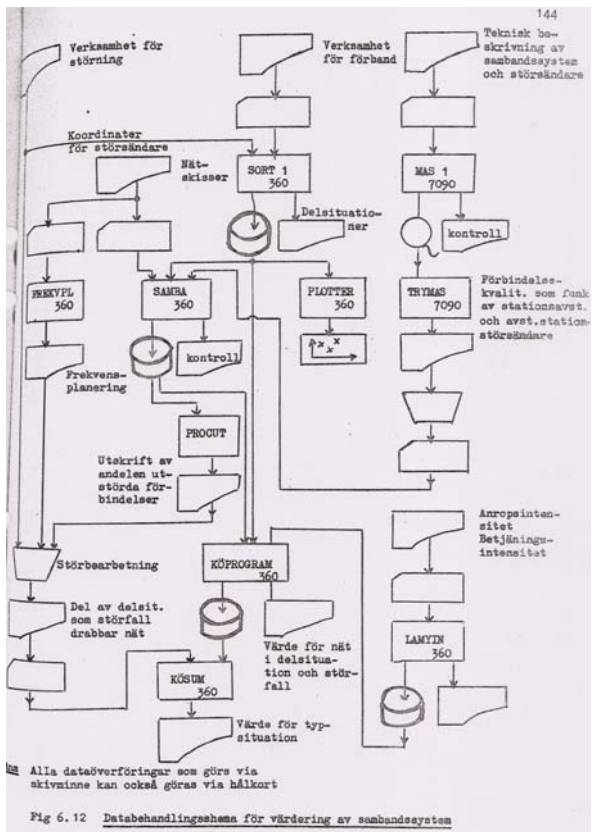 144
Verksamhet för
störning
Verksamhet
för förband
Teknisk be-
skrivning av
sambandssystem
och störsändare
Koordinater
för störsändare
Nät-
skisser
SORT 1
360
MAS 1
7090
Delsituatio-
ner
kontroll
FREKVPL
360
SAMBA
360
PLOTTER
360
TRYMAS
7090
Förbindelse-
kvalit. som funk
av stationsavst.
och avst.station-
störsändare
Frekvens-
planering
kontroll
x x x
PROCUT
Utskrift av
andelen ut-
störda för-
bindelser
Anropsinten-
sitet
Betjänings-
intensitet
Störbearbetning
KÖPROGRAM
360
Del av delsit.
som störfall
drabbar nät
Värde för nät
i delsitua-
tion och stör-
fall
LAMYIN
360
KÖSUM
360
Värde för typ-
situation
Alla dataöverföringar som görs via
skivminne kan också göras via hålkort
Fig 6.12 Databehandlingsshema för värdering av sambandssystem